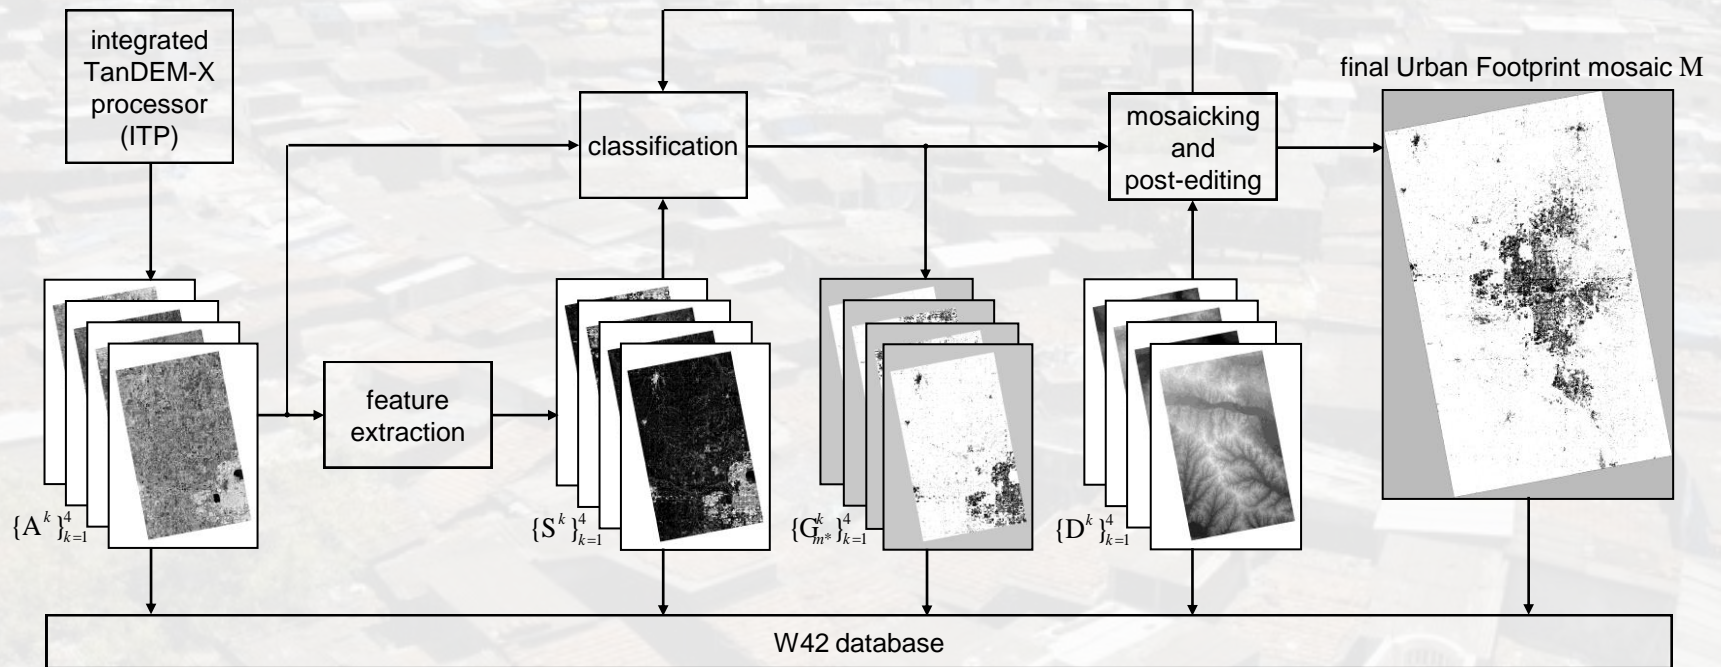 integrated
TanDEM-X
processor
(ITP)
classification
mosaicking
and
post-editing
final Urban Footprint mosaic M
feature
extraction
{A^k}_{k=1}^4
{S^k}_{k=1}^4
{G_{m*}^k}_{k=1}^4
{D^k}_{k=1}^4
W42 database